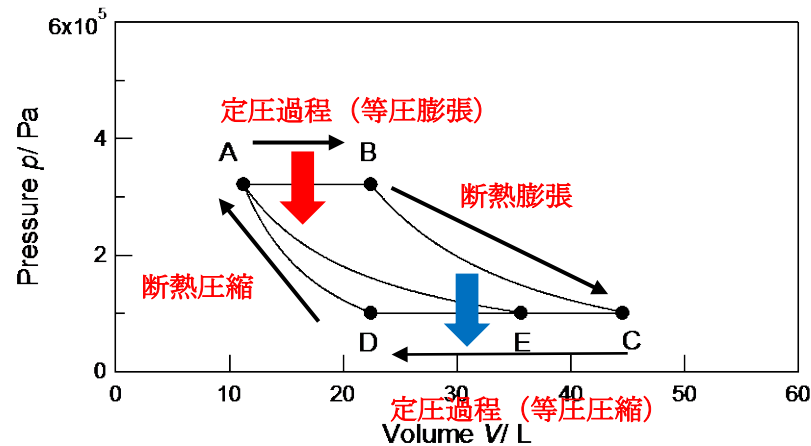 6x10⁵
定圧過程（等圧膨張）
4
A
B
断熱膨張
Pressure p/ Pa
2
断熱圧縮
D
E
C
0
0
10
20
30
40
50
60
定圧過程（等圧圧縮）
Volume V/ L